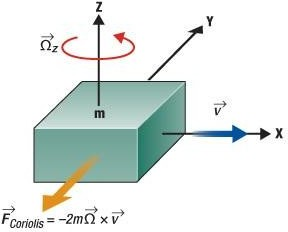 Z
Y
Ω⃗z
m
v⃗
X
F⃗Coriolis = –2mΩ⃗ × v⃗